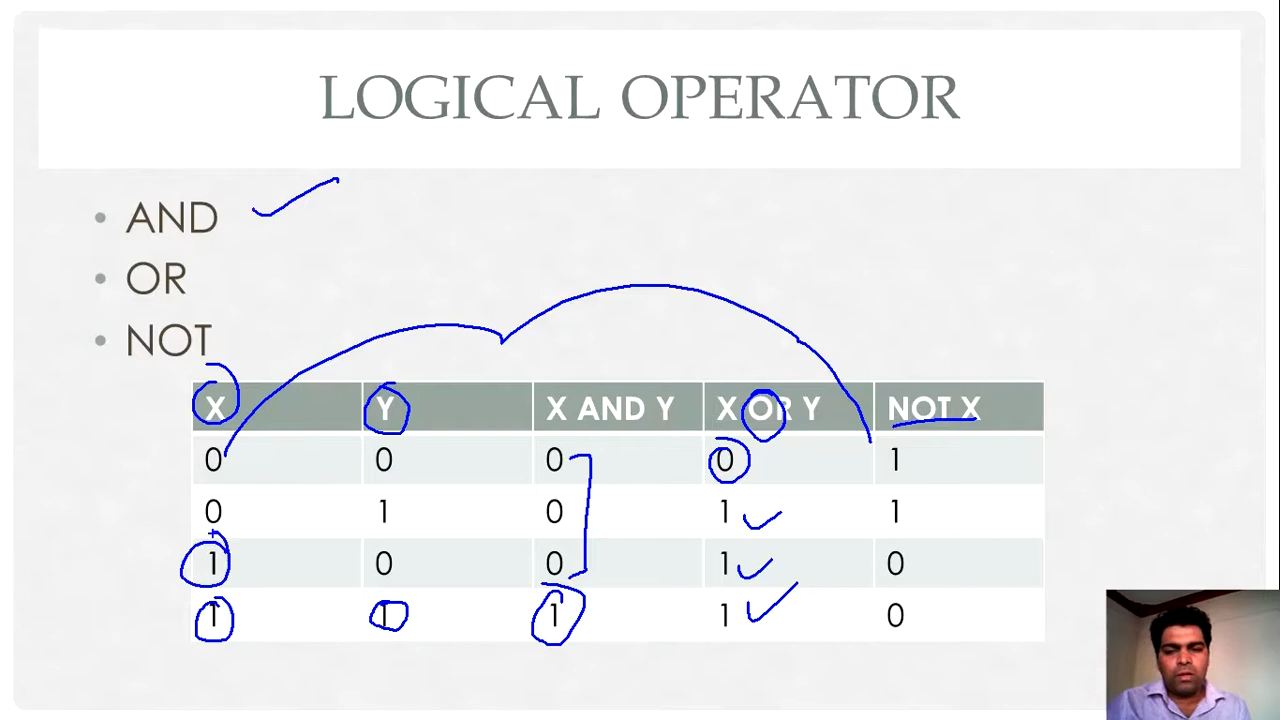 LOGICAL OPERATOR
• AND
• OR
• NOT
X Y X AND Y X OR Y NOT X
0 0 0 0 1
0 1 0 1 1
1 0 0 1 0
1 1 1 1 0